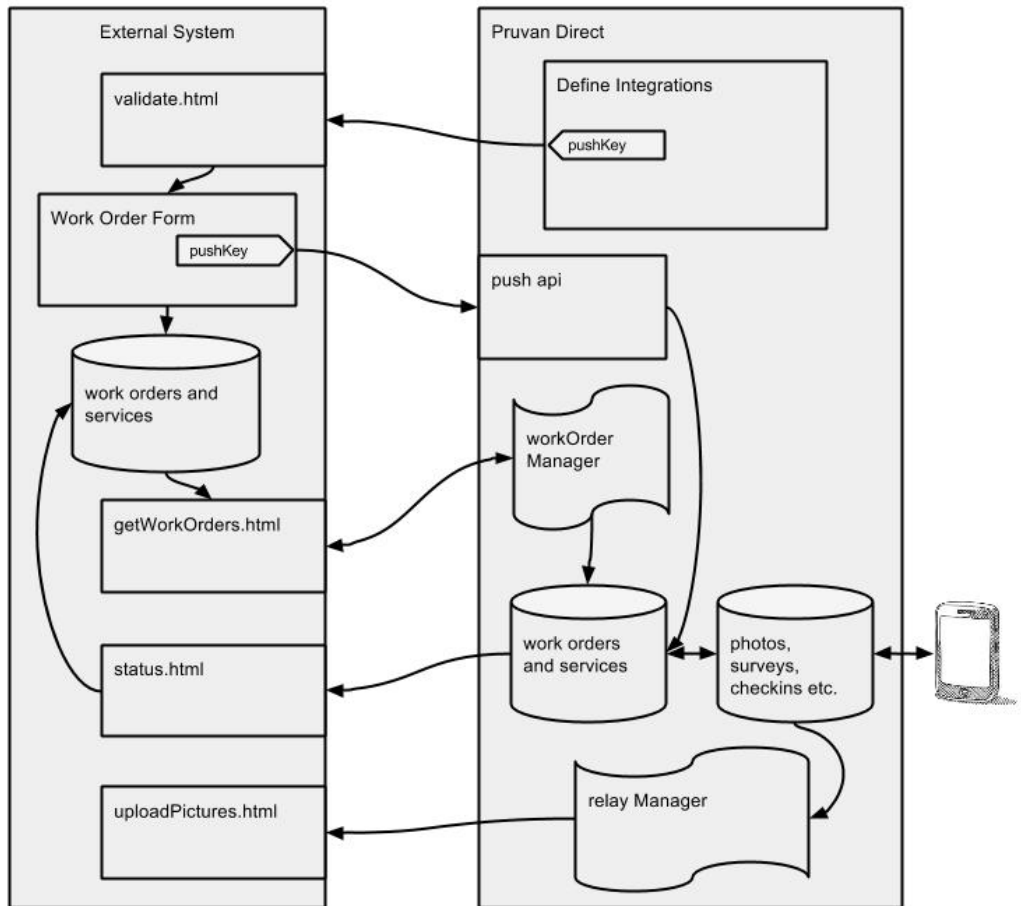 External System
validate.html
Work Order Form
pushKey
work orders and
services
getWorkOrders.html
status.html
uploadPictures.html
Pruvan Direct
Define Integrations
pushKey
push api
workOrder
Manager
work orders
and services
photos,
surveys,
checkins etc.
relay Manager